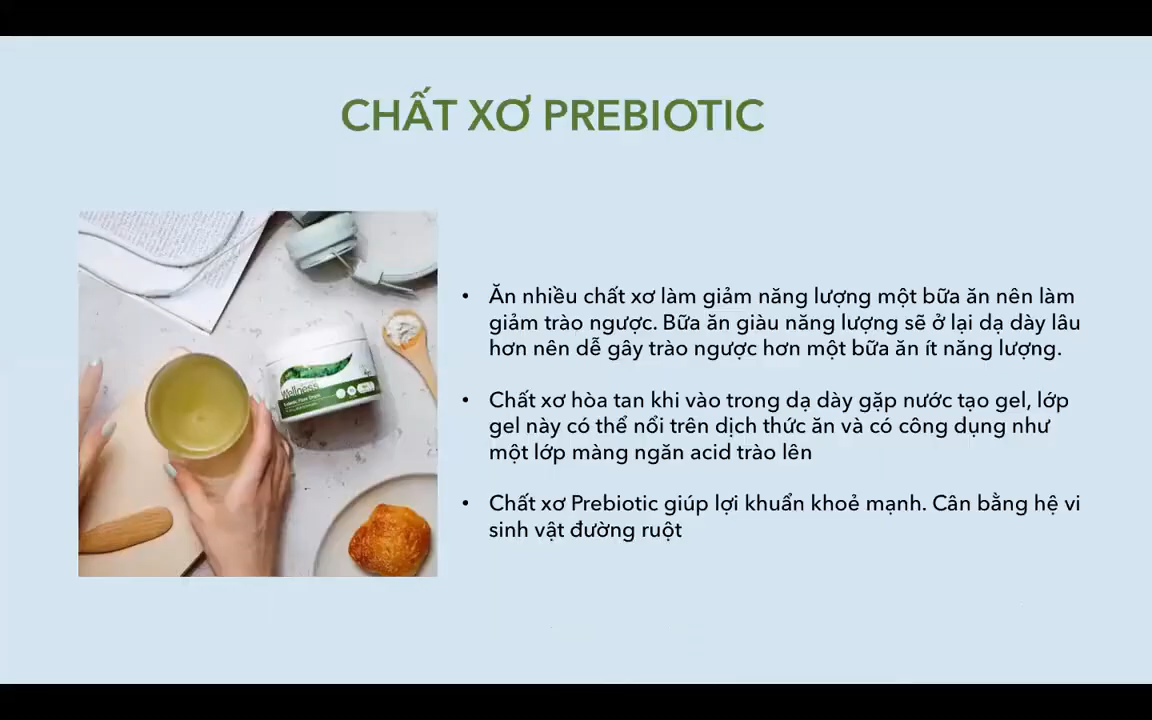 CHẤT XƠ PREBIOTIC
• Ăn nhiều chất xơ làm giảm năng lượng một bữa ăn nên làm
giảm trào ngược. Bữa ăn giàu năng lượng sẽ ở lại dạ dày lâu
hơn nên dễ gây trào ngược hơn một bữa ăn ít năng lượng.
• Chất xơ hòa tan khi vào trong dạ dày gặp nước tạo gel, lớp
gel này có thể nổi trên dịch thức ăn và có công dụng như
một lớp màng ngăn acid trào lên
• Chất xơ Prebiotic giúp lợi khuẩn khoẻ mạnh. Cân bằng hệ vi
sinh vật đường ruột
Wellness